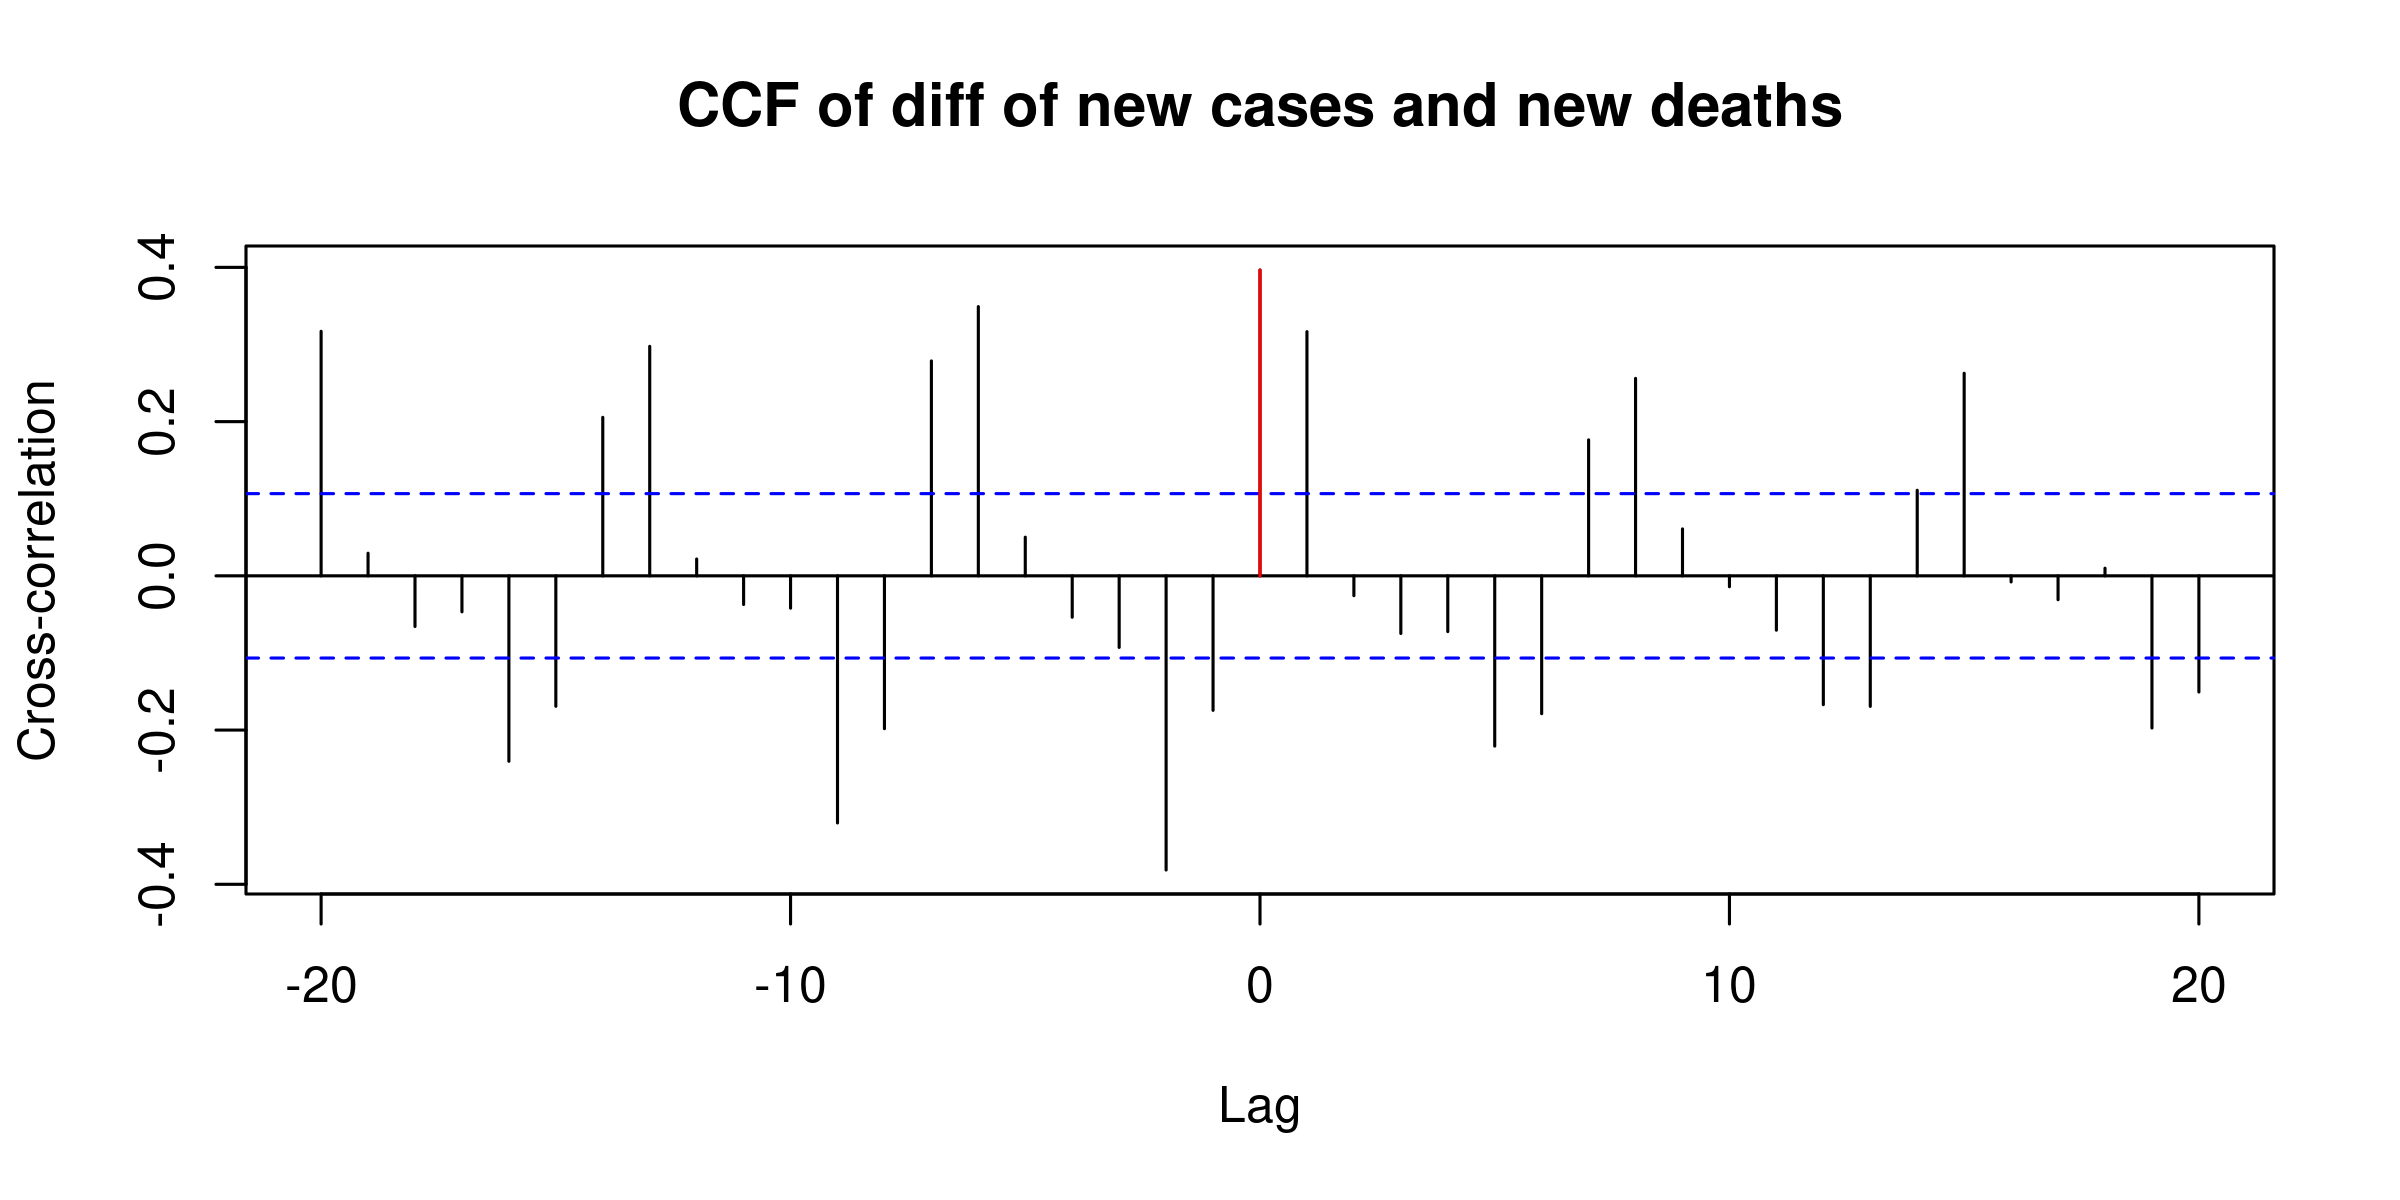 CCF of diff of new cases and new deaths
Cross-correlation
0.4
0.2
0.0
-0.2
-0.4
-20 -10 0 10 20
Lag